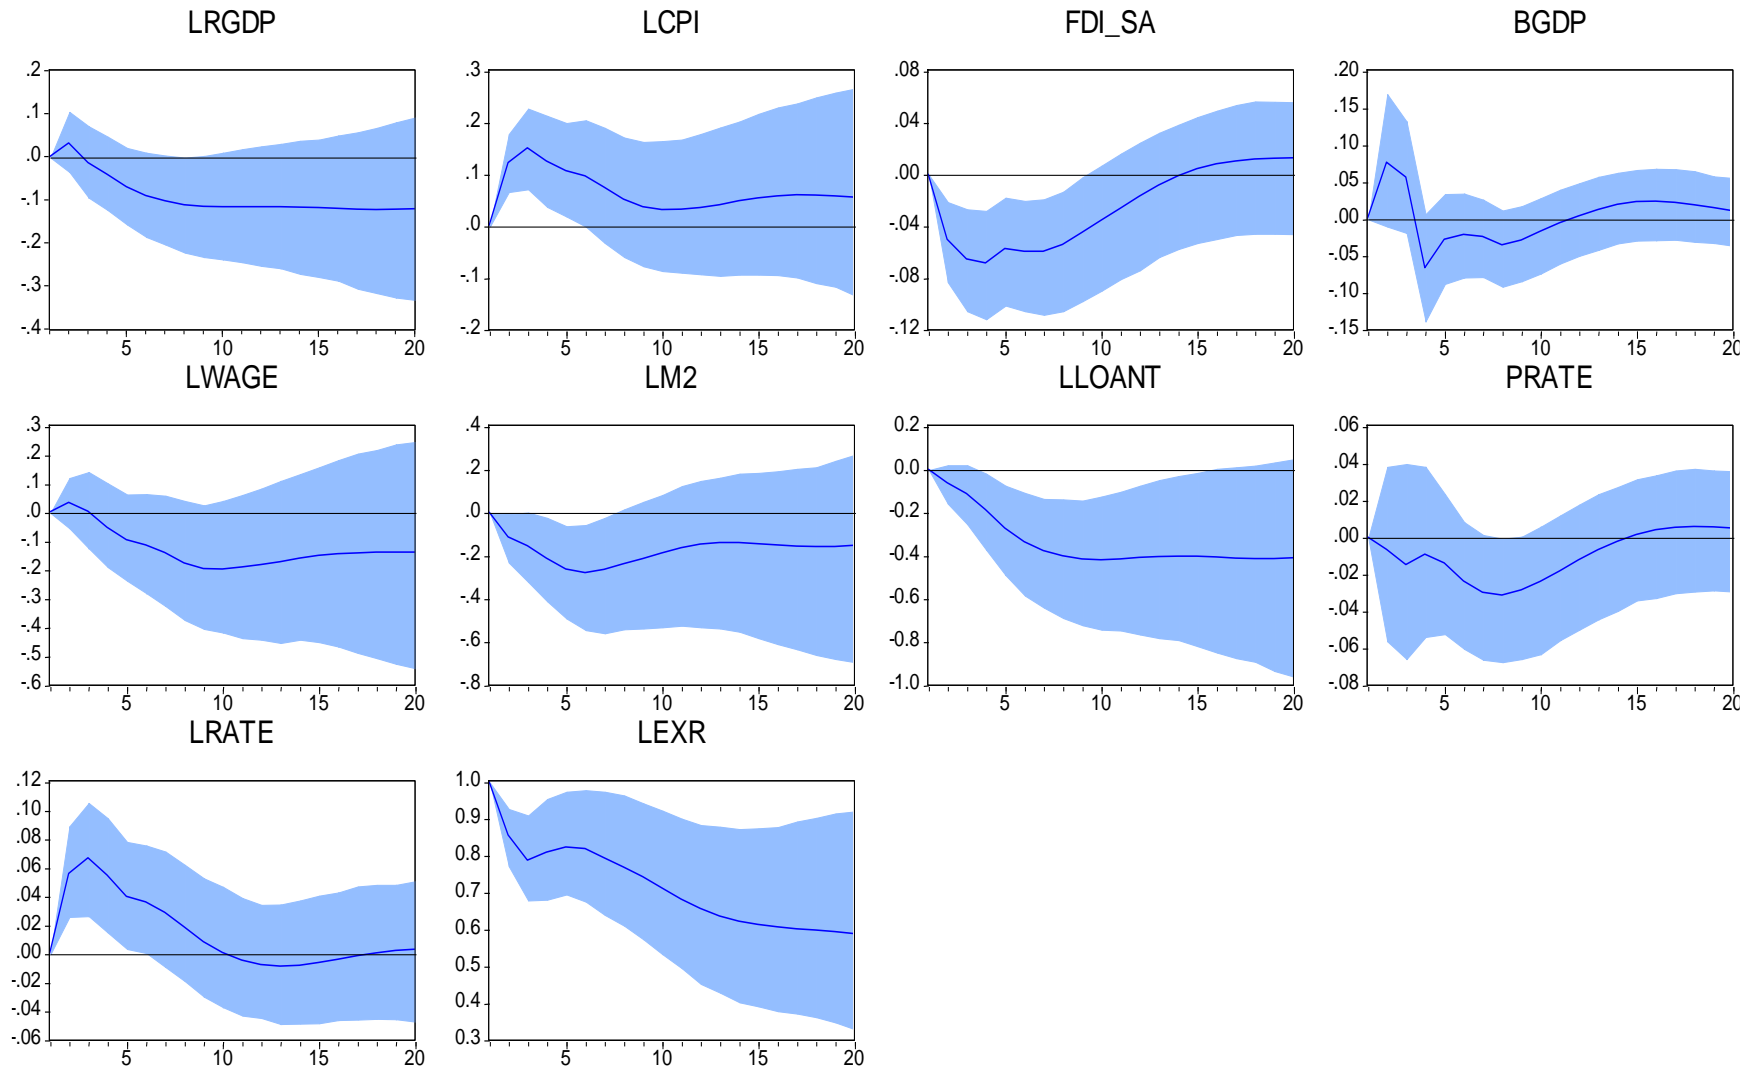 LRGDP LCPI FDI_SA BGDP
.2 .3 .08 .20
.1 .2 .04 .15
.0 .1 .00 .10
-.1 .0 -.04 .05
-.2 -.1 -.08 .00
-.3 -.2 -.12 -.05
-.4 -.10
-.15
5 10 15 20 5 10 15 20 5 10 15 20 5 10 15 20
LWAGE LM2 LLOANT PRATE
.3 .4 0.2 .06
.2 .2 0.0 .04
.1 .0 -0.2 .02
.0 -.2 -0.4 .00
-.1 -.4 -0.6 -.02
-.2 -.6 -0.8 -.04
-.3 -.8 -1.0 -.06
-.4 -.08
-.5
-.6
5 10 15 20 5 10 15 20 5 10 15 20 5 10 15 20
LRATE LEXR
.12 1.0
.10 0.9
.08 0.8
.06 0.7
.04 0.6
.02 0.5
.00 0.4
-.02 0.3
-.04
-.06
5 10 15 20 5 10 15 20